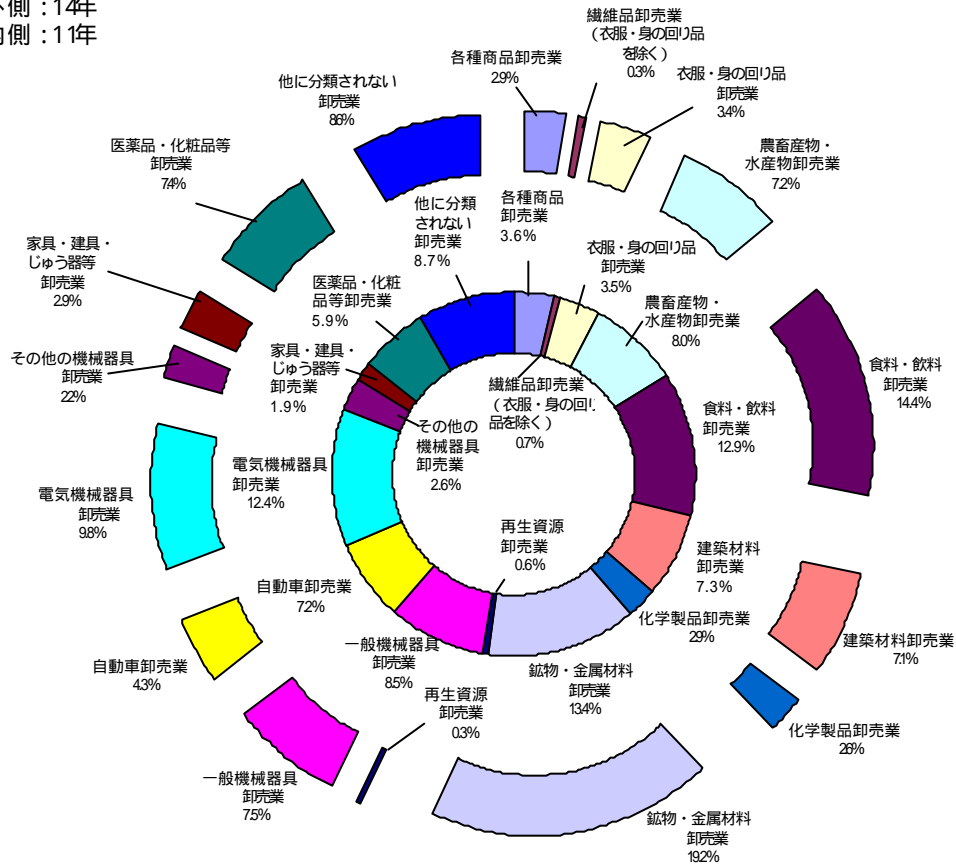 外側：14年
内側：11年
繊維品卸売業
（衣服・身の回り品
を除く）
0.3%
各種商品卸売業
2.9%
衣服・身の回り品
卸売業
3.4%
他に分類されない
卸売業
8.6%
農畜産物・
水産物卸売業
7.2%
医薬品・化粧品等
卸売業
7.4%
家具・建具・
じゅう器等
卸売業
2.9%
その他の機械器具
卸売業
2.2%
食料・飲料
卸売業
14.4%
電気機械器具
卸売業
9.8%
自動車卸売業
4.3%
建築材料卸売業
7.1%
化学製品卸売業
2.6%
一般機械器具
卸売業
7.5%
再生資源
卸売業
0.3%
鉱物・金属材料
卸売業
19.2%
各種商品
卸売業
3.6%
他に分類
されない
卸売業
8.7%
衣服・身の回り品
卸売業
3.5%
医薬品・化粧
品等卸売業
5.9%
農畜産物・
水産物卸売業
8.0%
家具・建具・
じゅう器等
卸売業
1.9%
繊維品卸売業
（衣服・身の回り
品を除く）
0.7%
その他の
機械器具
卸売業
2.6%
食料・飲料
卸売業
12.9%
電気機械器具
卸売業
12.4%
再生資源
卸売業
0.6%
建築材料
卸売業
7.3%
自動車卸売業
7.2%
化学製品卸売業
2.9%
一般機械器具
卸売業
8.5%
鉱物・金属材料
卸売業
13.4%